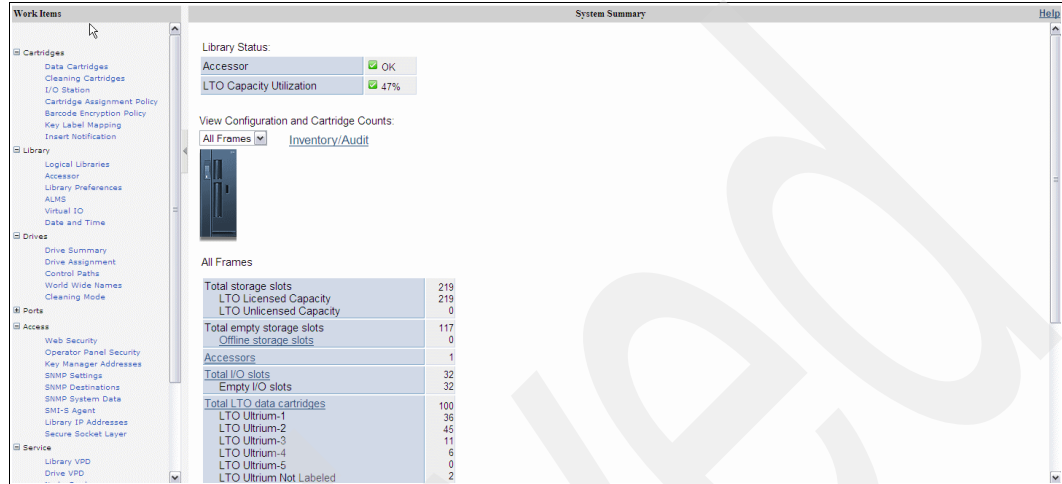 Work Items
System Summary
Help
Cartridges
Data Cartridges
Cleaning Cartridges
I/O Station
Cartridge Assignment Policy
Barcode Encryption Policy
Key Label Mapping
Insert Notification
Library
Logical Libraries
Accessor
Library Preferences
ALMS
Virtual IO
Date and Time
Drives
Drive Summary
Drive Assignment
Control Paths
World Wide Names
Cleaning Mode
Ports
Access
Web Security
Operator Panel Security
Key Manager Addresses
SNMP Settings
SNMP Destinations
SNMP System Data
SMI-S Agent
Library IP Addresses
Secure Socket Layer
Service
Library VPD
Drive VPD
Library Status:
Accessor OK
LTO Capacity Utilization 47%
View Configuration and Cartridge Counts:
All Frames Inventory/Audit
All Frames
Total storage slots 219
LTO Licensed Capacity 219
LTO Unlicensed Capacity 0
Total empty storage slots 117
Offline storage slots 0
Accessors 1
Total I/O slots 32
Empty I/O slots 32
Total LTO data cartridges 100
LTO Ultrium-1 36
LTO Ultrium-2 45
LTO Ultrium-3 11
LTO Ultrium-4 6
LTO Ultrium-5 0
LTO Ultrium Not Labeled 2